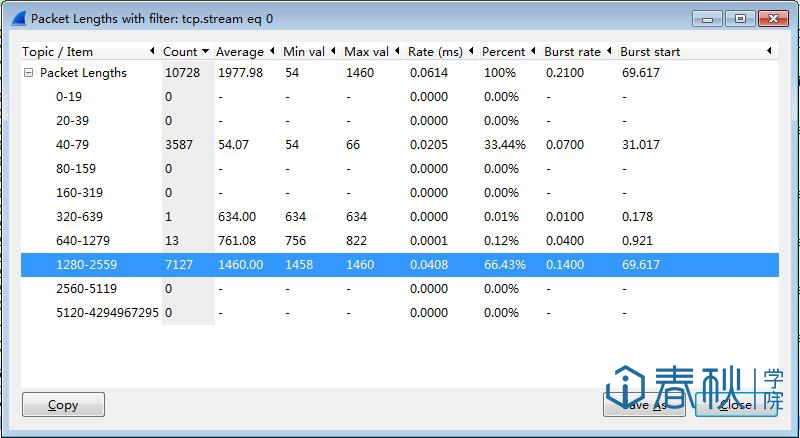 Packet Lengths with filter: tcp.stream eq 0
Topic / Item Count Average Min val Max val Rate (ms) Percent Burst rate Burst start
Packet Lengths 10728 1977.98 54 1460 0.0614 100% 0.2100 69.617
0-19 0 - - - 0.0000 0.00% - -
20-39 0 - - - 0.0000 0.00% - -
40-79 3587 54.07 54 66 0.0205 33.44% 0.0700 31.017
80-159 0 - - - 0.0000 0.00% - -
160-319 0 - - - 0.0000 0.00% - -
320-639 1 634.00 634 634 0.0000 0.01% 0.0100 0.178
640-1279 13 761.08 756 822 0.0001 0.12% 0.0400 0.921
1280-2559 7127 1460.00 1458 1460 0.0408 66.43% 0.1400 69.617
2560-5119 0 - - - 0.0000 0.00% - -
5120-4294967295 0 - - - 0.0000 0.00% - -
春秋学院
Copy Save As Close